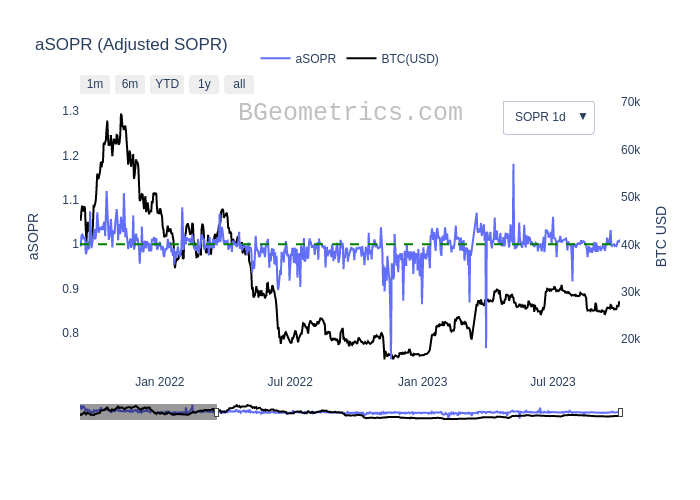 aSOPR (Adjusted SOPR)
aSOPR BTC(USD)
1m 6m YTD 1y all
BGeometrics.com
SOPR 1d ▼
1.3
1.2
1.1
1
0.9
0.8
aSOPR
70k
60k
50k
40k
30k
20k
BTC USD
Jan 2022 Jul 2022 Jan 2023 Jul 2023